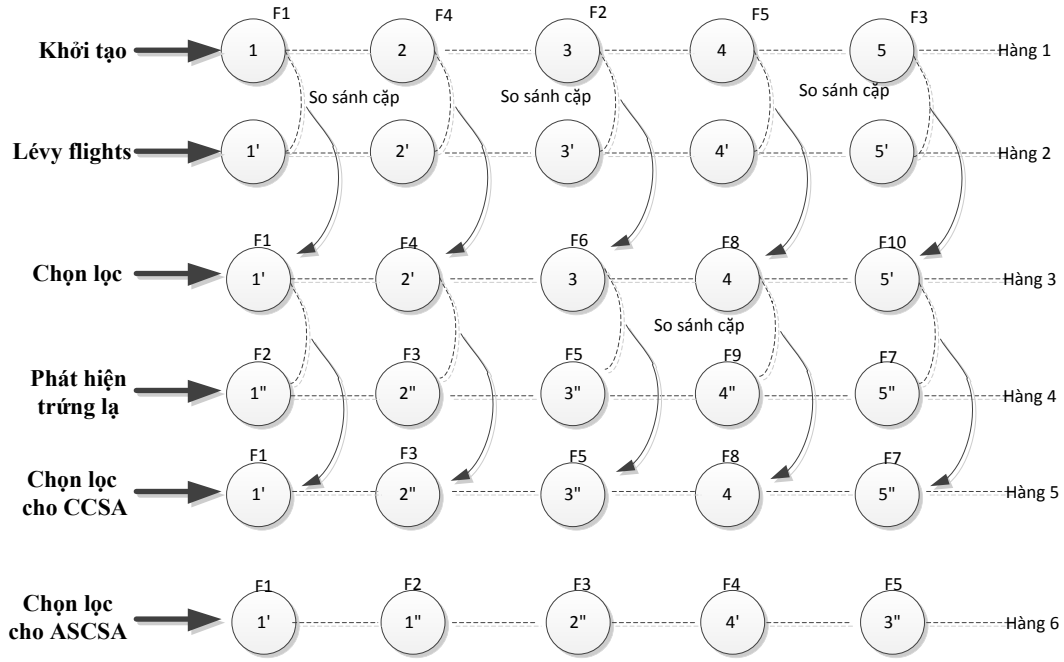 F1 F4 F2 F5 F3
Khởi tạo 1 2 3 4 5 Hàng 1
So sánh cặp So sánh cặp So sánh cặp
Lévy flights 1' 2' 3' 4' 5' Hàng 2
F1 F4 F6 F8 F10
Chọn lọc 1' 2' 3 4 5' Hàng 3
So sánh cặp
F2 F3 F5 F9 F7
Phát hiện
trứng lạ 1" 2" 3" 4" 5" Hàng 4
F1 F3 F5 F8 F7
Chọn lọc
cho CCSA 1' 2" 3" 4 5" Hàng 5
F1 F2 F3 F4 F5
Chọn lọc
cho ASCSA 1' 1" 2" 4' 3" Hàng 6